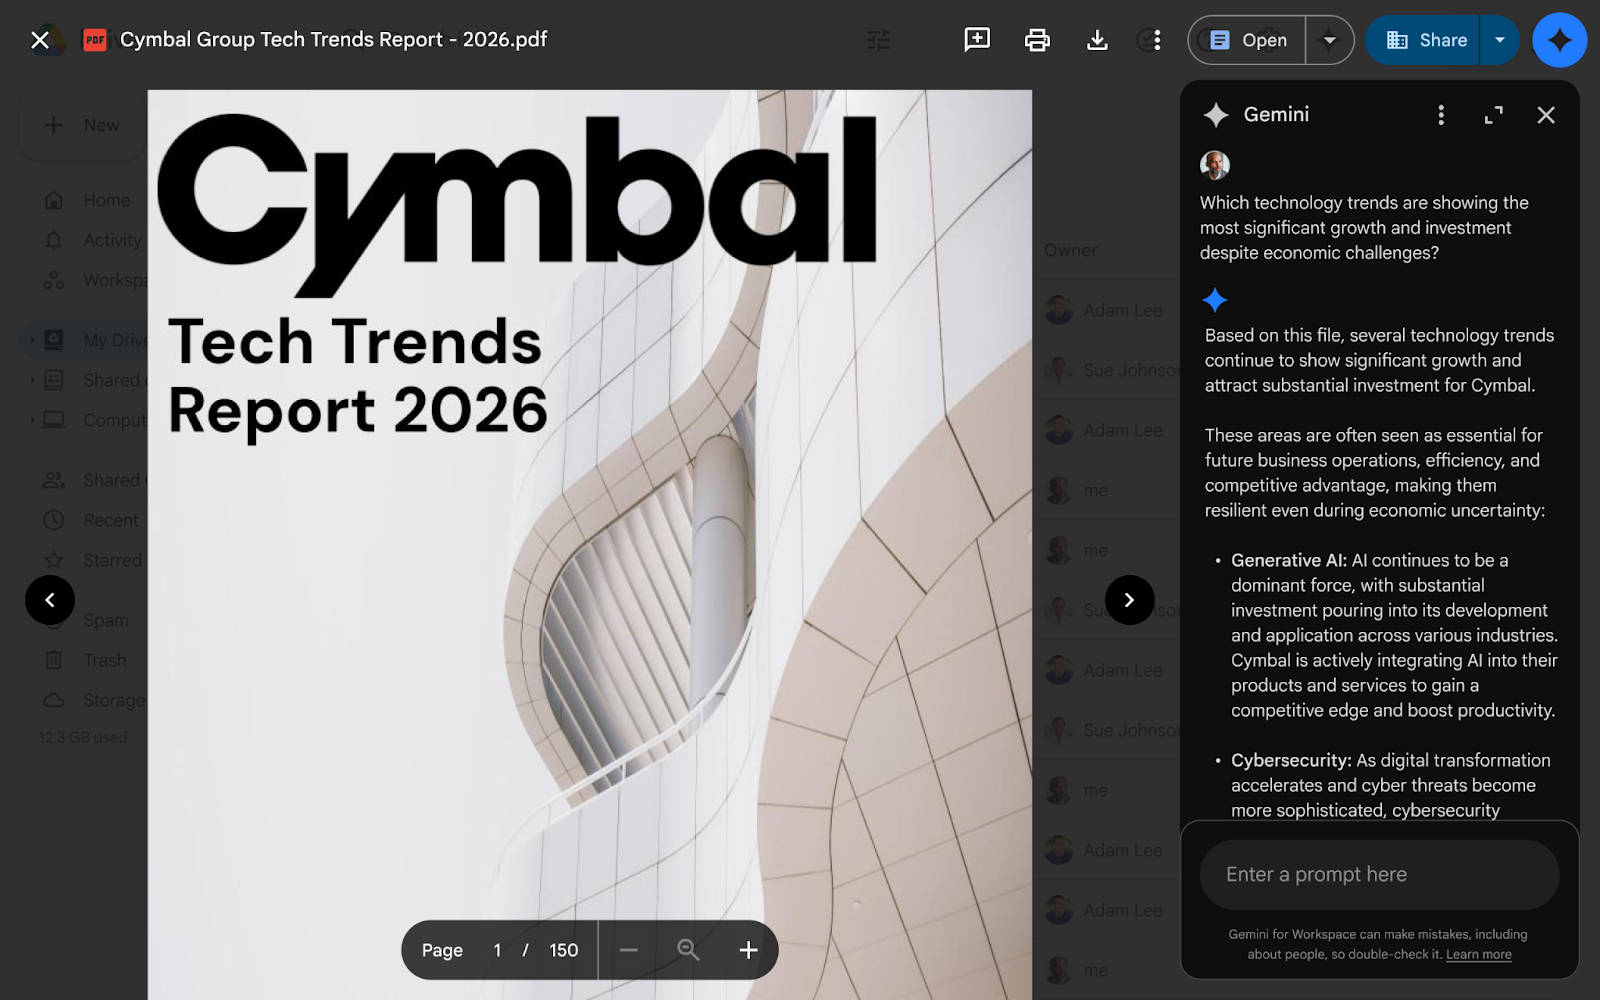 PDF Cymbal Group Tech Trends Report - 2026.pdf
Open
Share
New
Home
Activity
My Drive
Shared
Shared
Recent
Starred
Spam
Trash
Storage
12.3 GB used
Cymbal
Tech Trends
Report 2026
Page 1 / 150
Owner
Adam Lee
Sue Johnson
Adam Lee
me
me
Adam Lee
Sue Johnson
me
Adam Lee
Adam Lee
me
Gemini
Which technology trends are showing the
most significant growth and investment
despite economic challenges?
Based on this file, several technology trends
continue to show significant growth and
attract substantial investment for Cymbal.
These areas are often seen as essential for
future business operations, efficiency, and
competitive advantage, making them
resilient even during economic uncertainty:
• Generative AI: AI continues to be a
dominant force, with substantial
investment pouring into its development
and application across various industries.
Cymbal is actively integrating AI into their
products and services to gain a
competitive edge and boost productivity.
• Cybersecurity: As digital transformation
accelerates and cyber threats become
more sophisticated, cybersecurity
Enter a prompt here
Gemini for Workspace can make mistakes, including
about people, so double-check it. Learn more